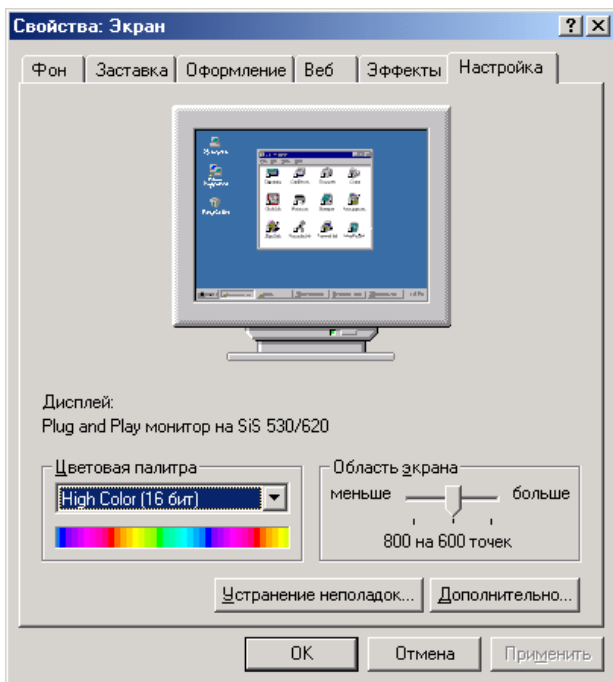 Свойства: Экран
Фон Заставка Оформление Веб Эффекты Настройка
Дисплей:
Plug and Play монитор на SiS 530/620
Цветовая палитра
High Color (16 бит)
Область экрана
меньше больше
800 на 600 точек
Устранение неполадок... Дополнительно...
OK Отмена Применить